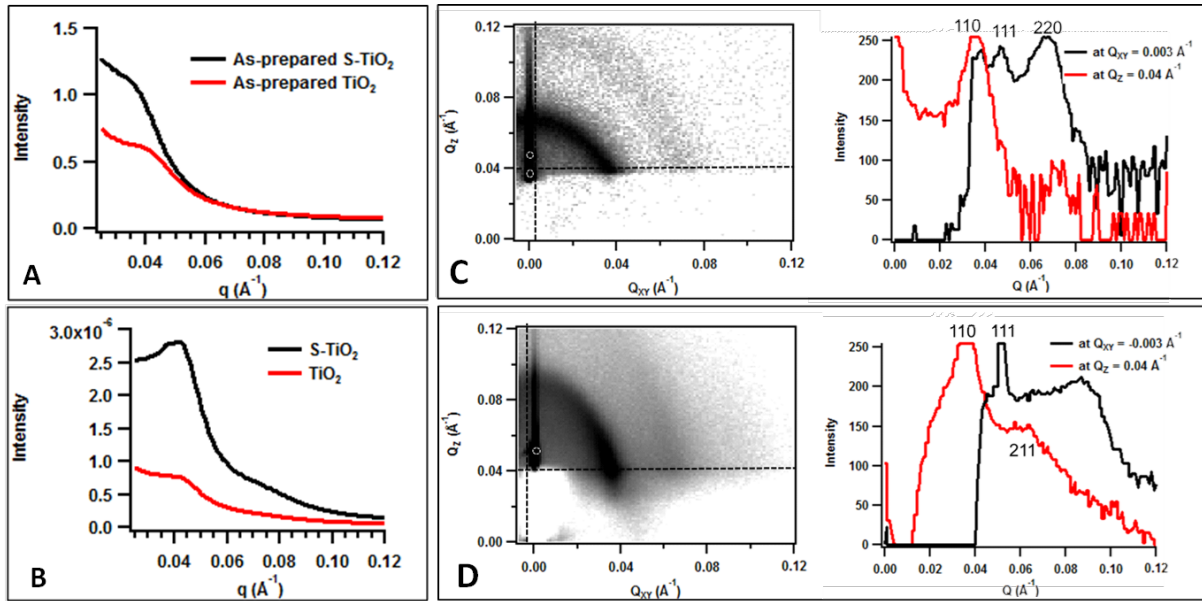 A
1.5
1.0
0.5
0.0
Intensity
As-prepared S-TiO₂
As-prepared TiO₂
0.04 0.06 0.08 0.10 0.12
q (A⁻¹)
C
0.12
0.08
0.04
0.00
Q_Z (Å⁻¹)
0.00 0.04 0.08 0.12
Q_XY (Å⁻¹)
110 111 220
at Q_XY = 0.003 A⁻¹
at Q_Z = 0.04 A⁻¹
250
200
150
100
50
0
Intensity
0.00 0.02 0.04 0.06 0.08 0.10 0.12
Q (A⁻¹)
B
3.0x10⁻⁶
2.5
2.0
1.5
1.0
0.5
0.0
Intensity
S-TiO₂
TiO₂
0.04 0.06 0.08 0.10 0.12
q (A⁻¹)
D
0.12
0.08
0.04
0.00
Q_Z (Å⁻¹)
0.00 0.04 0.08 0.12
Q_XY (Å⁻¹)
110 111
at Q_XY = -0.003 A⁻¹
at Q_Z = 0.04 A⁻¹
211
250
200
150
100
50
0
Intensity
0.00 0.02 0.04 0.06 0.08 0.10 0.12
Q (A⁻¹)